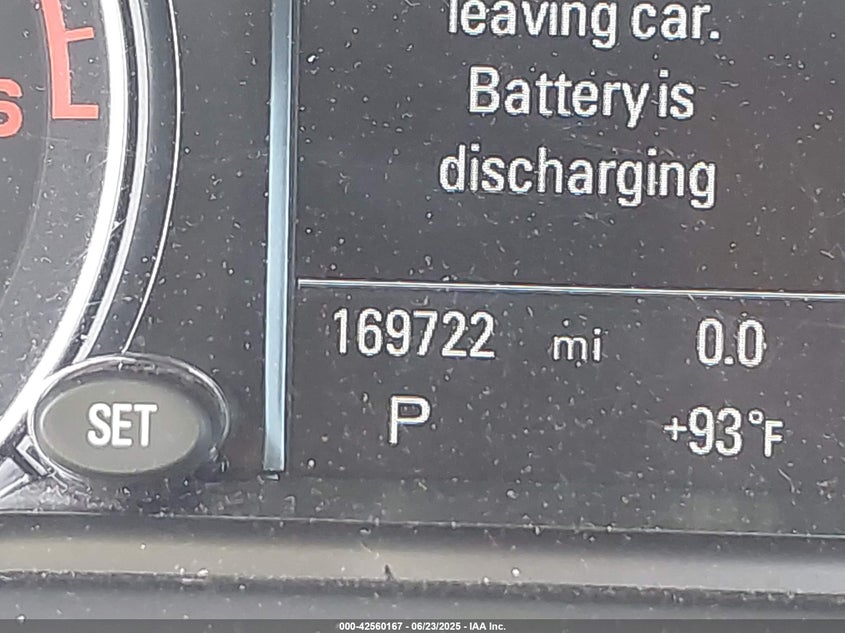 leaving car.
Battery is
discharging
169722 mi 0.0
P +93°F
SET
000-42560167 - 06/23/2025 - IAA Inc.